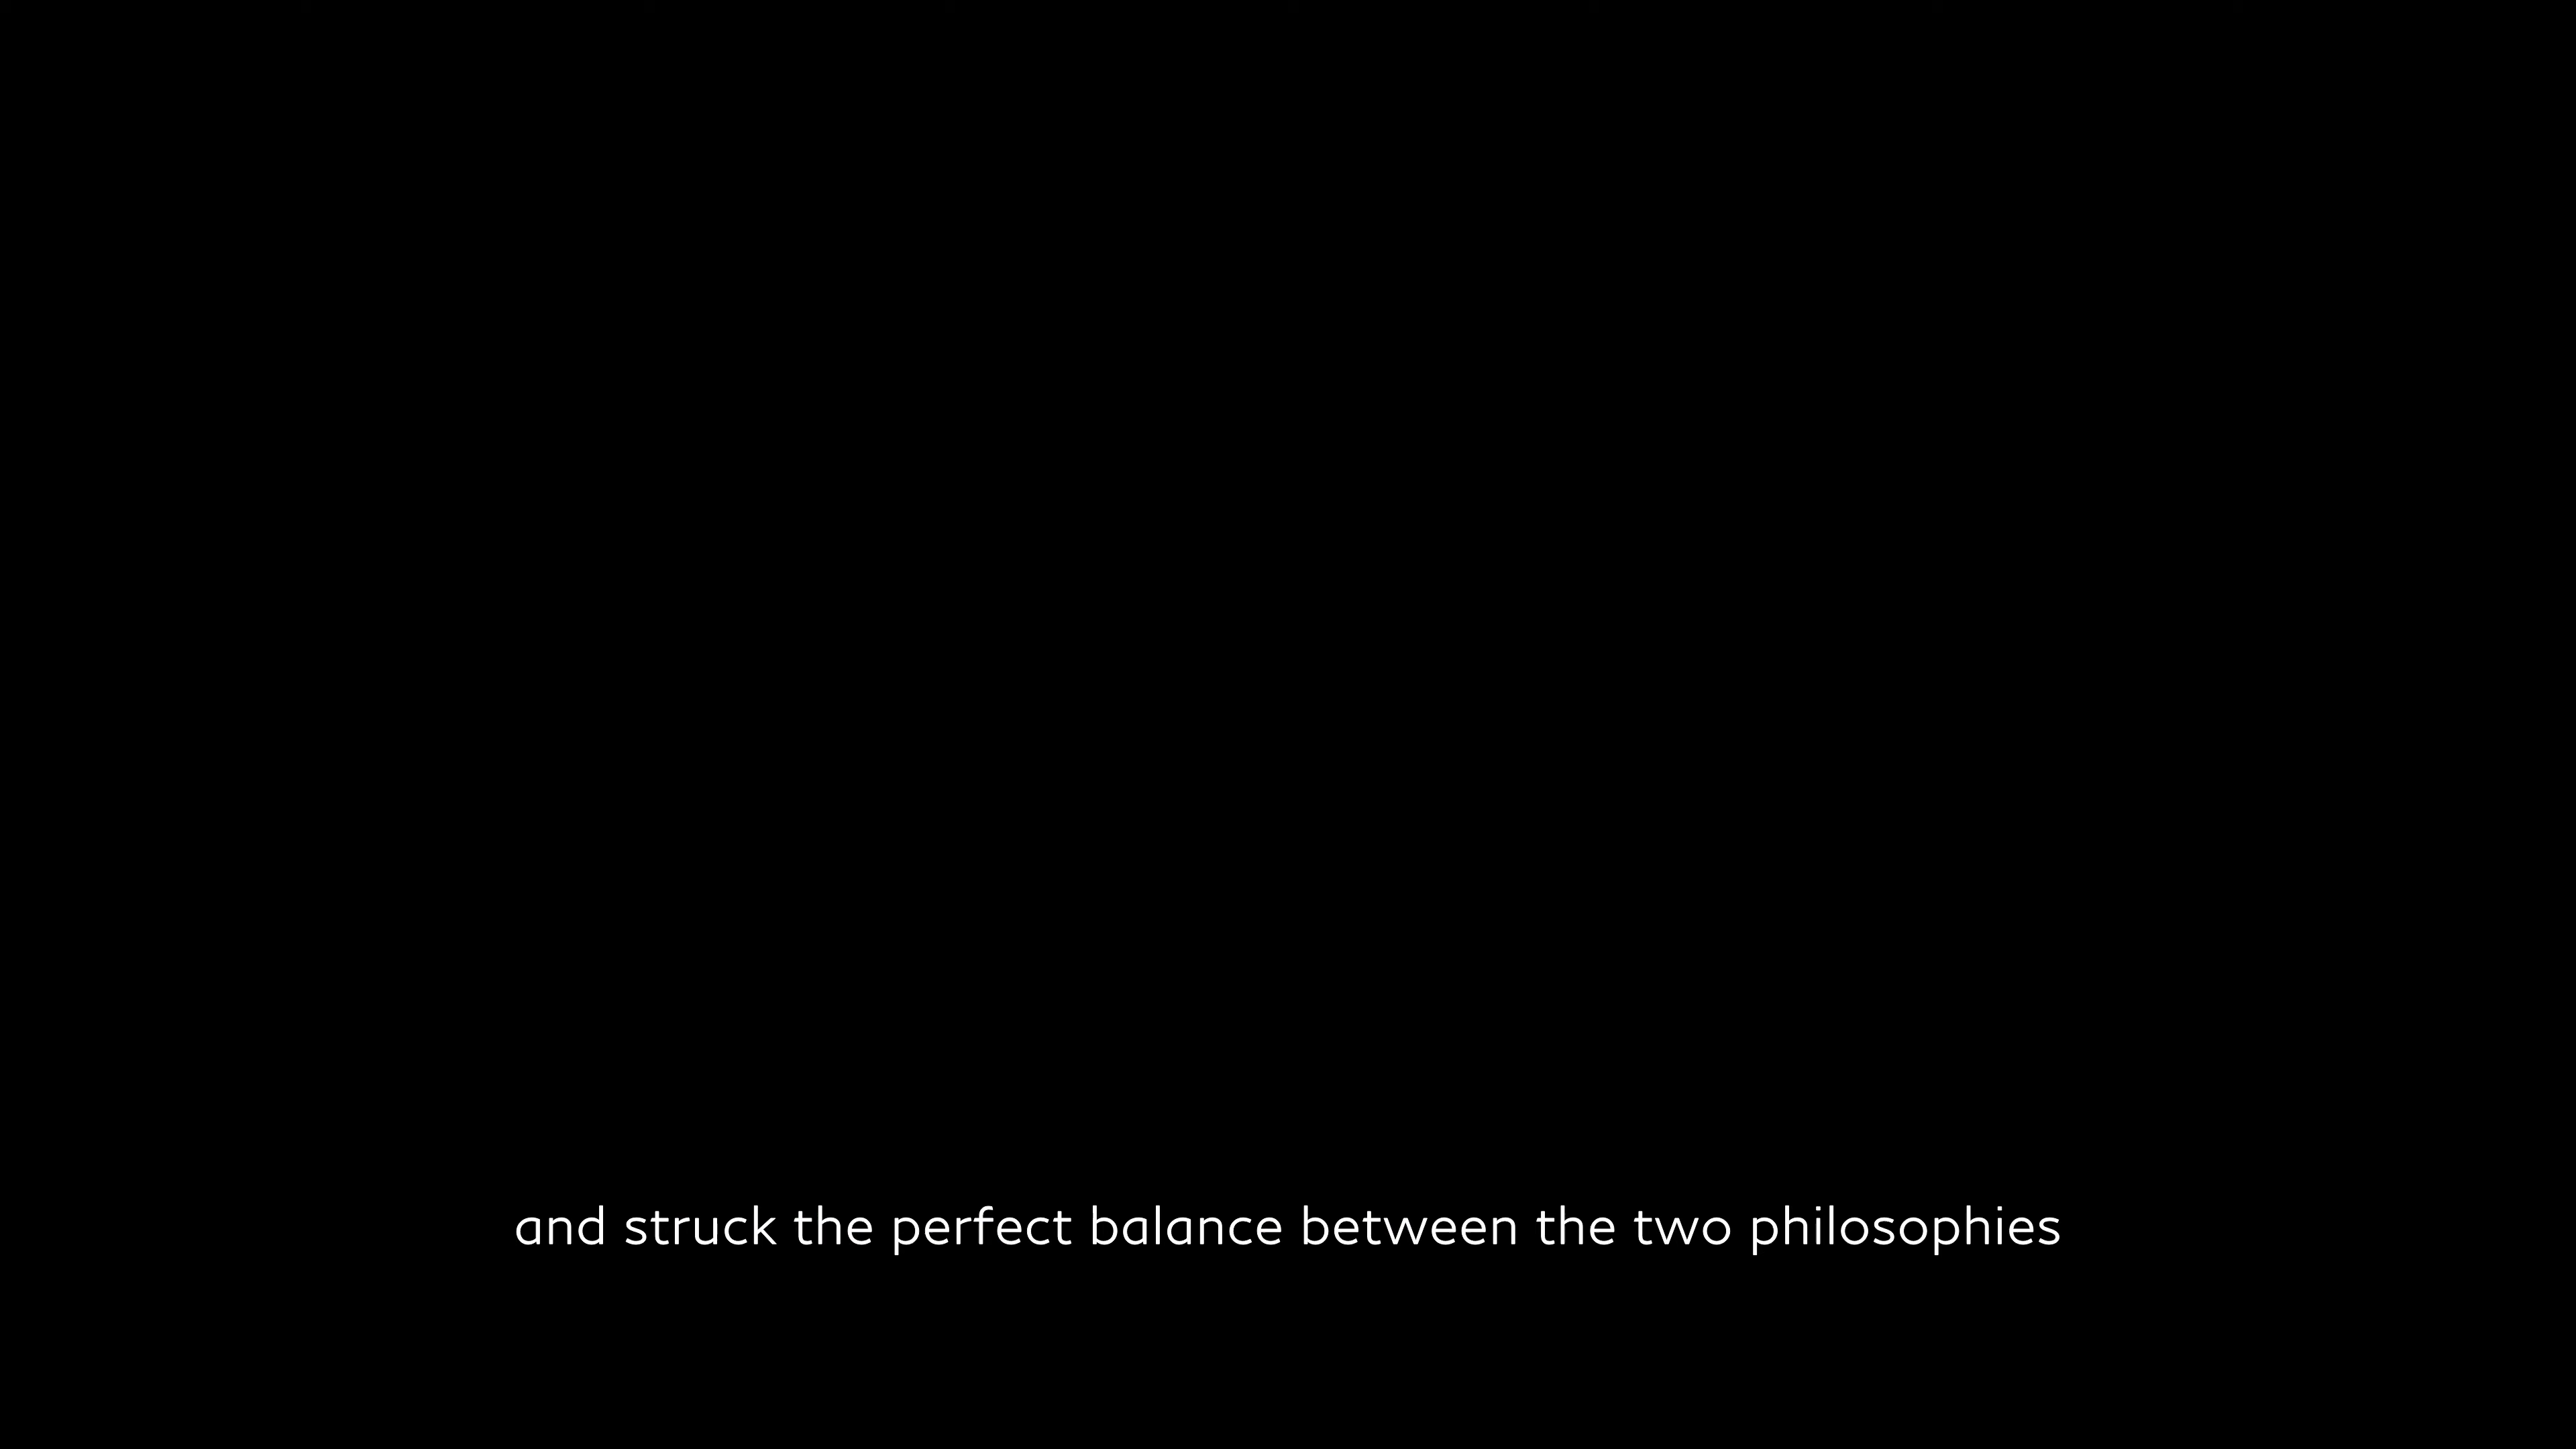 and struck the perfect balance between the two philosophies